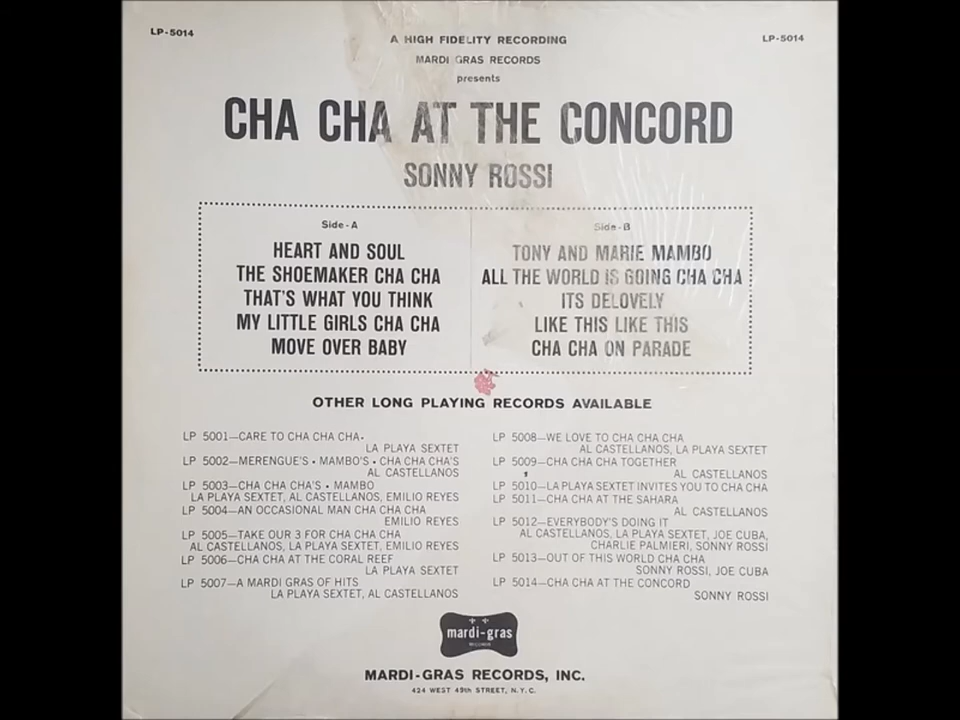 LP-5014
LP-5014
A HIGH FIDELITY RECORDING
MARDI GRAS RECORDS
presents
CHA CHA AT THE CONCORD
SONNY ROSSI
Side-A
HEART AND SOUL
THE SHOEMAKER CHA CHA
THAT'S WHAT YOU THINK
MY LITTLE GIRLS CHA CHA
MOVE OVER BABY
Side-B
TONY AND MARIE MAMBO
ALL THE WORLD IS GOING CHA CHA
ITS DELOVELY
LIKE THIS LIKE THIS
CHA CHA ON PARADE
OTHER LONG PLAYING RECORDS AVAILABLE
LP 5001—CARE TO CHA CHA CHA•
LA PLAYA SEXTET
LP 5002—MERENGUE'S • MAMBO'S • CHA CHA CHA'S
AL CASTELLANOS
LP 5003—CHA CHA CHA'S • MAMBO
LA PLAYA SEXTET, AL CASTELLANOS, EMILIO REYES
LP 5004—AN OCCASIONAL MAN CHA CHA CHA
EMILIO REYES
LP 5005—TAKE OUR 3 FOR CHA CHA CHA
AL CASTELLANOS, LA PLAYA SEXTET, EMILIO REYES
LP 5006—CHA CHA AT THE CORAL REEF
LA PLAYA SEXTET
LP 5007—A MARDI GRAS OF HITS
LA PLAYA SEXTET, AL CASTELLANOS
LP 5008—WE LOVE TO CHA CHA CHA
AL CASTELLANOS, LA PLAYA SEXTET
LP 5009—CHA CHA CHA TOGETHER
AL CASTELLANOS
LP 5010—LA PLAYA SEXTET INVITES YOU TO CHA CHA
LP 5011—CHA CHA AT THE SAHARA
AL CASTELLANOS
LP 5012—EVERYBODY'S DOING IT
AL CASTELLANOS, LA PLAYA SEXTET, JOE CUBA,
CHARLIE PALMIERI, SONNY ROSSI
LP 5013—OUT OF THIS WORLD CHA CHA
SONNY ROSSI, JOE CUBA
LP 5014—CHA CHA AT THE CONCORD
SONNY ROSSI
mardi-gras
RECORDS
MARDI-GRAS RECORDS, INC.
424 WEST 49th STREET, N.Y.C.